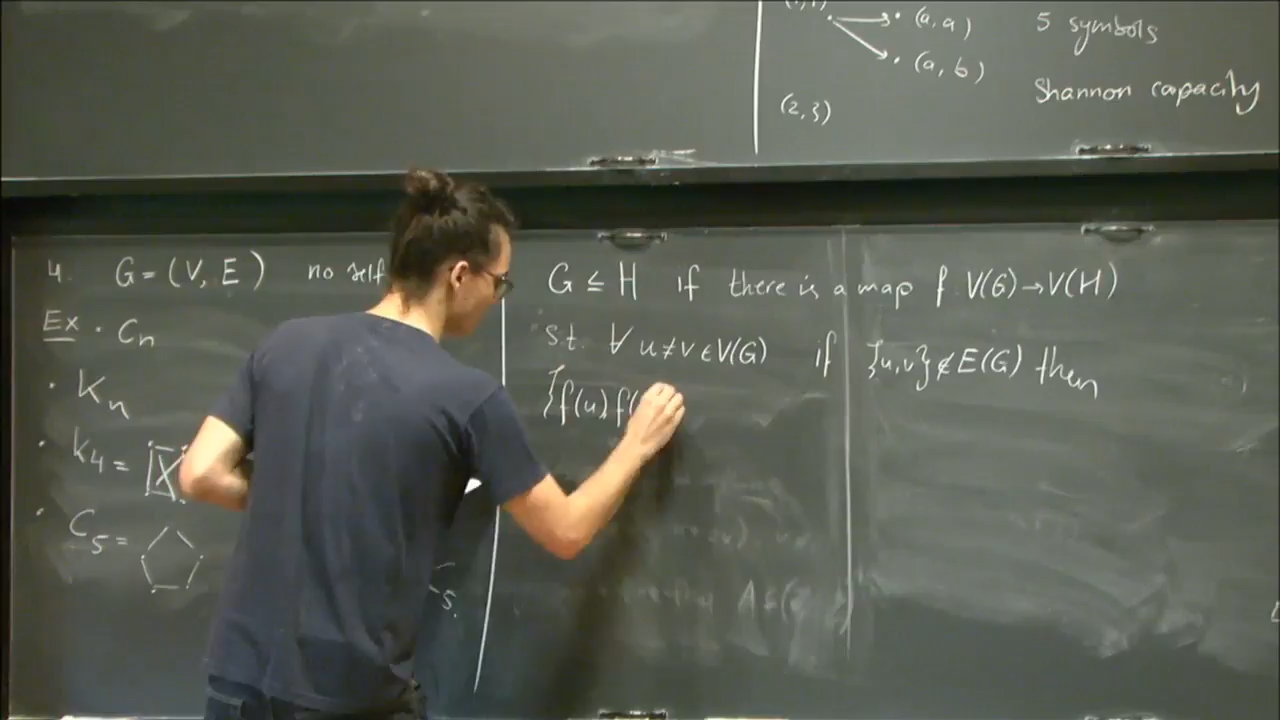 (a, a)
5 symbols
(a, b)
(2, 3)
Shannon capacity
4. G = (V, E) no self
Ex · Cₙ
· Kₙ
· K₄ =
· C₅ =
5
G ≤ H if there is a map f V(G) → V(H)
s.t. ∀ u ≠ v ∈ V(G) if {u, v} ∉ E(G) then
{f(u), f(